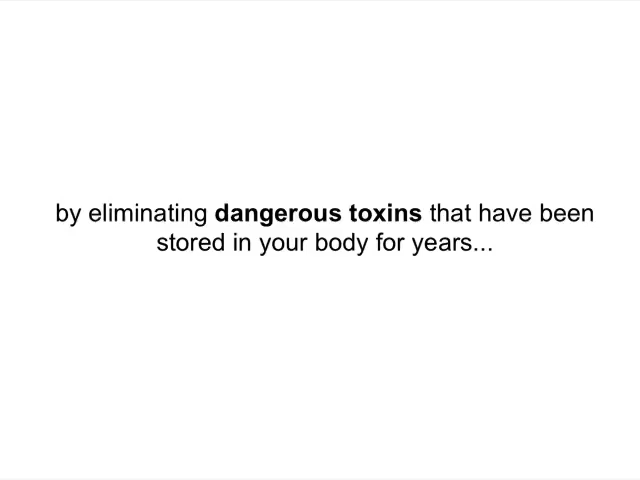 by eliminating dangerous toxins that have been
stored in your body for years...